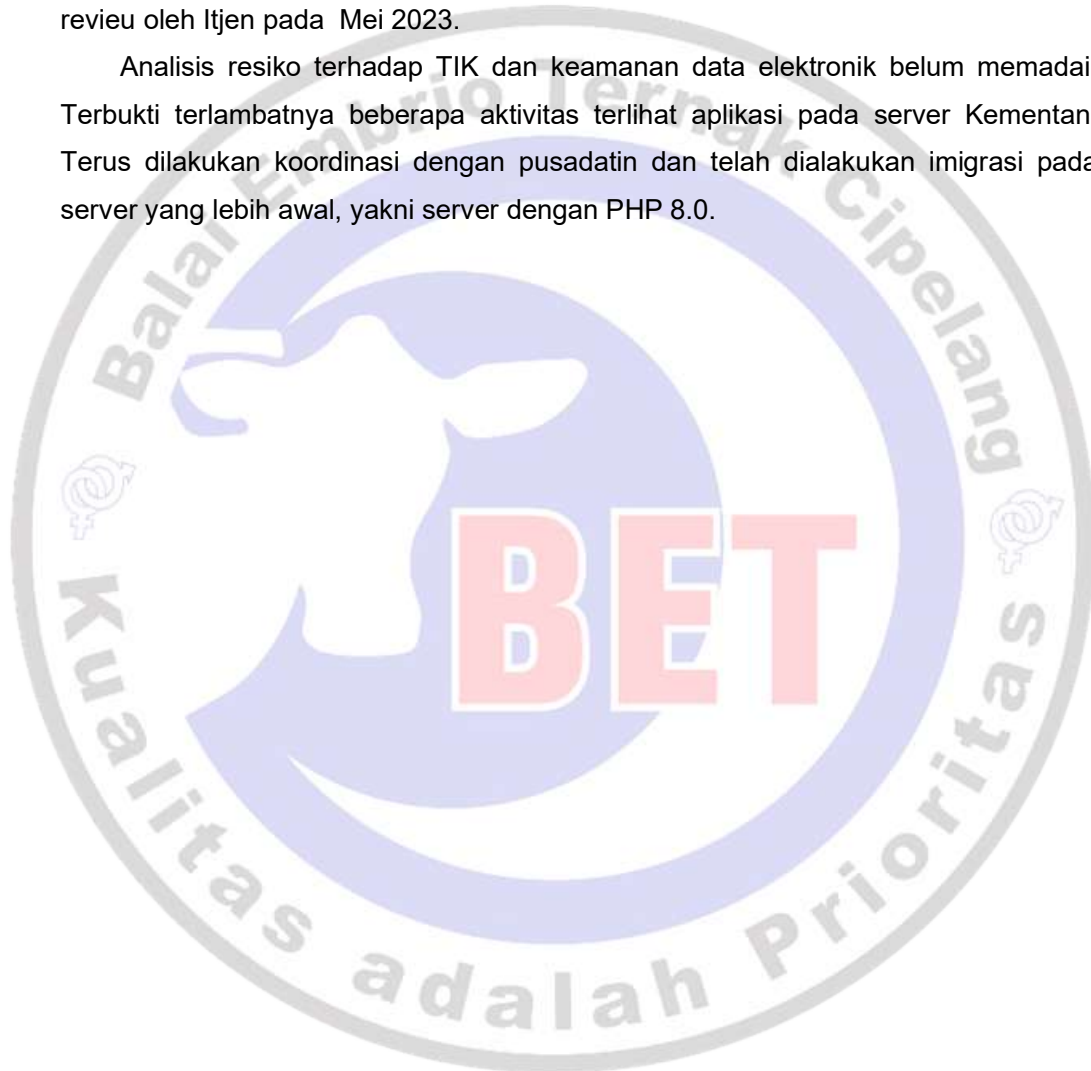 revieu oleh Itjen pada  Mei 2023.
Analisis resiko terhadap TIK dan keamanan data elektronik belum memadai
Terbukti terlambatnya beberapa aktivitas terlihat aplikasi pada server Kementan
Terus dilakukan koordinasi dengan pusadatin dan telah dialakukan imigrasi pada
server yang lebih awal, yakni server dengan PHP 8.0.
Balai Embrio Ternak Cipelang
BET
Kualitas adalah Prioritas